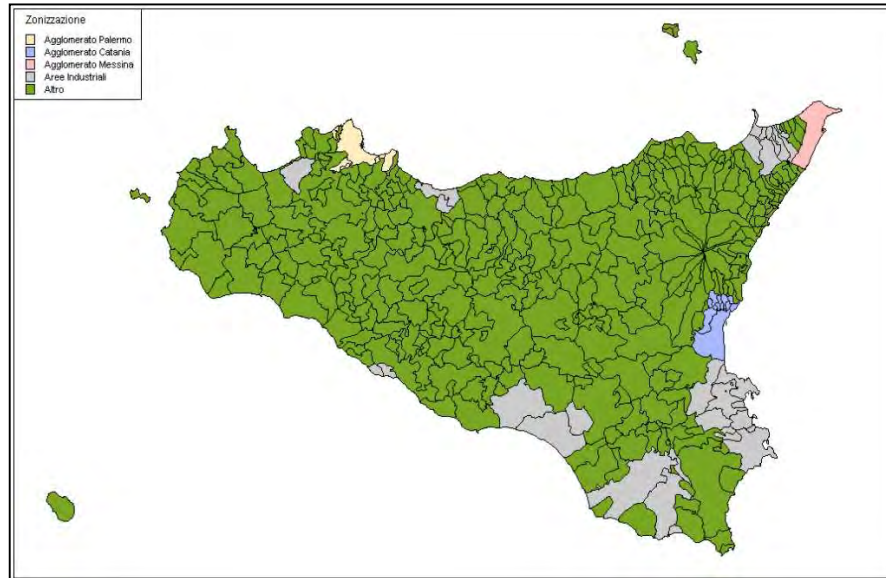 Zonizzazione
Agglomerato Palermo
Agglomerato Catania
Agglomerato Messina
Aree Industriali
Altro